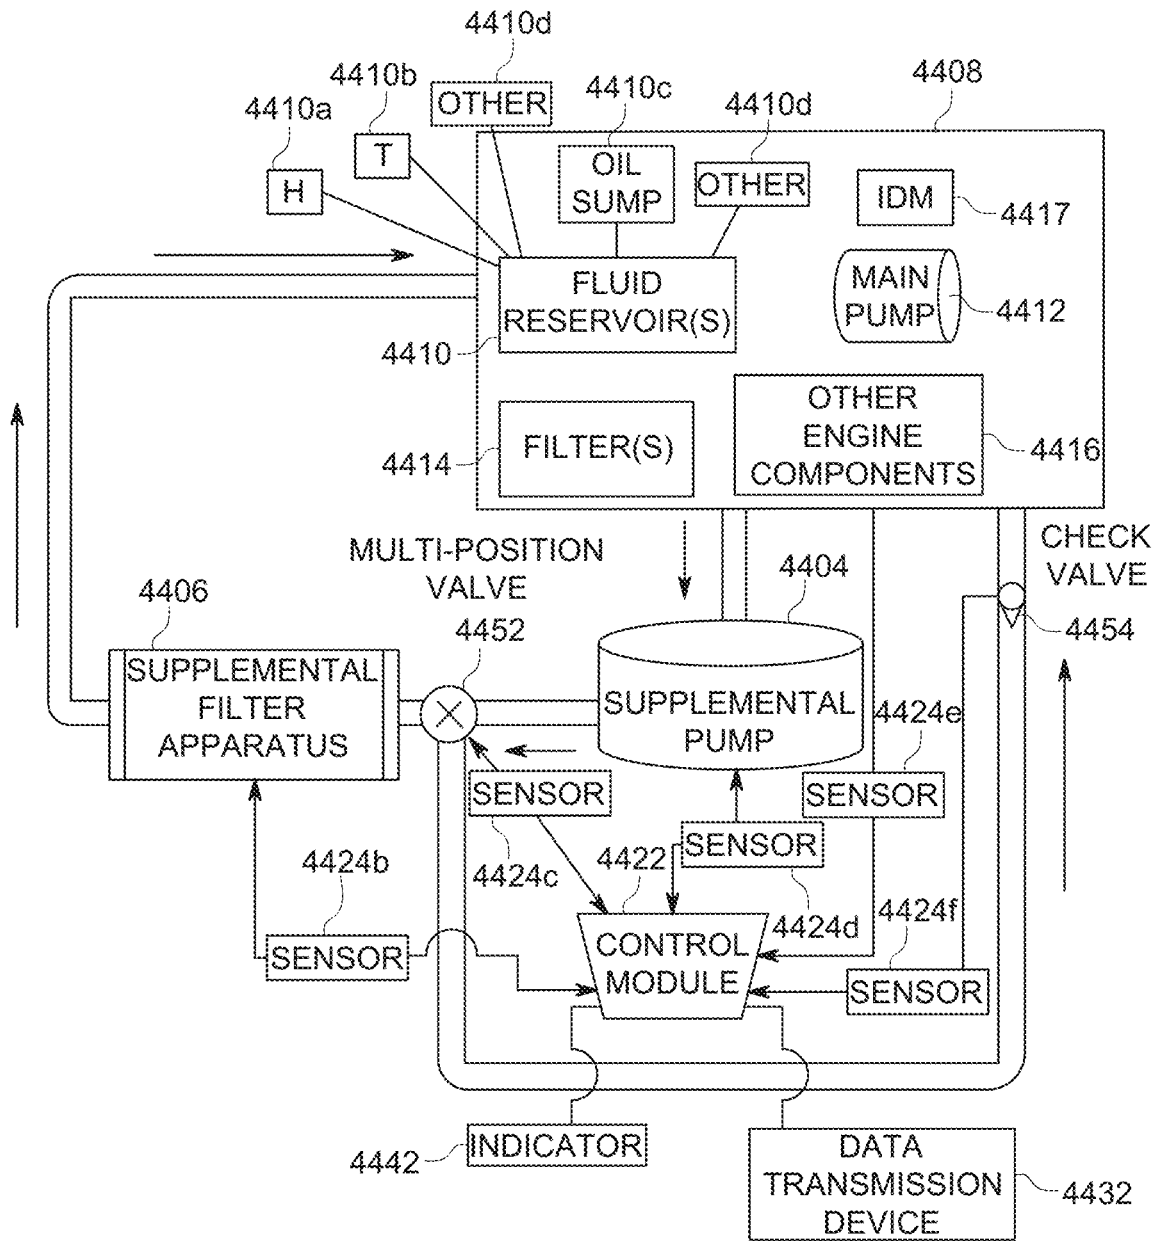 4410d
4410b
4410c
4408
4410a
OTHER
4410d
T
H
OIL
SUMP
OTHER
IDM
4417
FLUID
RESERVOIR(S)
4410
MAIN
PUMP
4412
FILTER(S)
4414
OTHER
ENGINE
COMPONENTS
4416
MULTI-POSITION
VALVE
CHECK
VALVE
4404
4406
4452
4454
SUPPLEMENTAL
FILTER
APPARATUS
SUPPLEMENTAL
PUMP
4424e
SENSOR
SENSOR
4424c
SENSOR
4424d
4424b
4422
4424f
SENSOR
CONTROL
MODULE
SENSOR
INDICATOR
4442
DATA
TRANSMISSION
DEVICE
4432